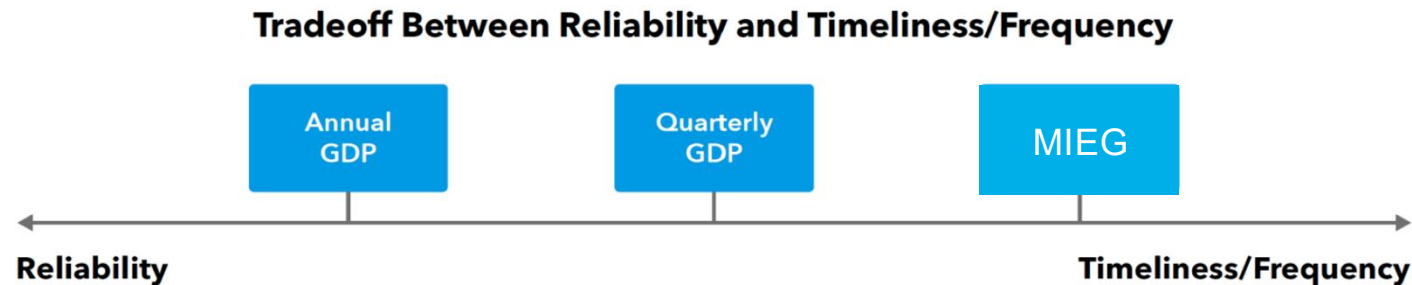 Tradeoff Between Reliability and Timeliness/Frequency
Annual
GDP
Quarterly
GDP
MIEG
Reliability
Timeliness/Frequency